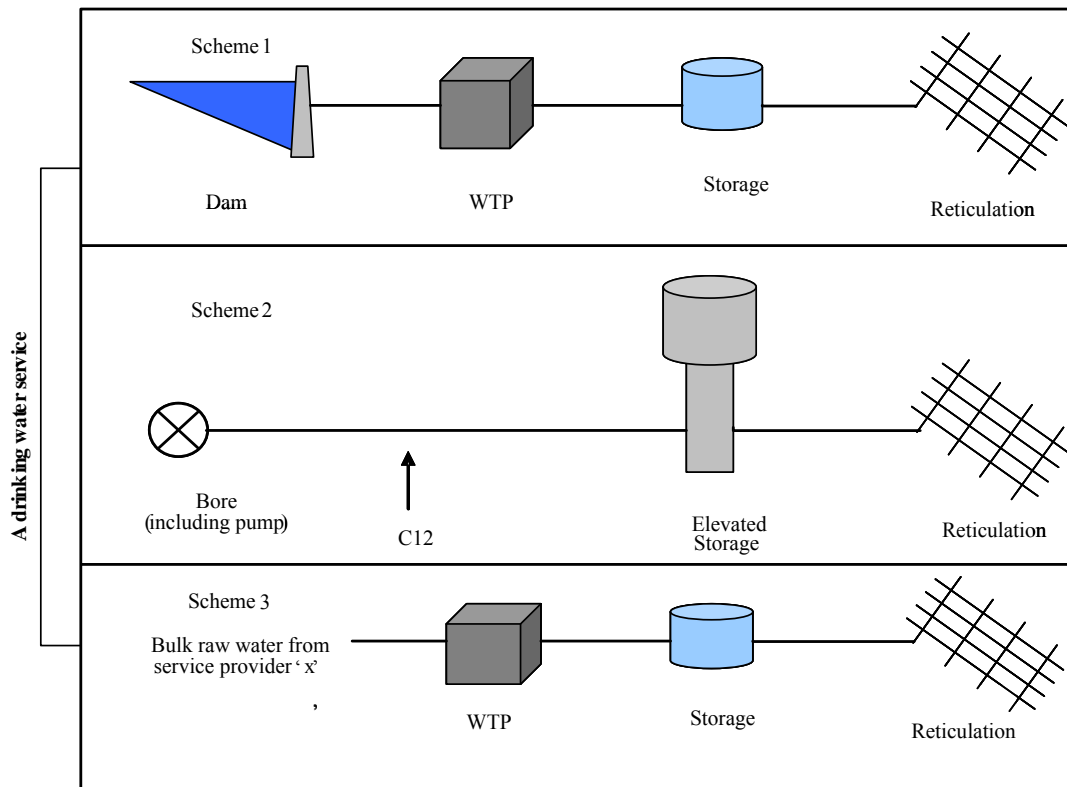 Scheme 1
Dam
WTP
Storage
Reticulation
A drinking water service
Scheme 2
Bore
(including pump)
C12
Elevated
Storage
Reticulation
Scheme 3
Bulk raw water from
service provider ‘ x’
,
WTP
Storage
Reticulation